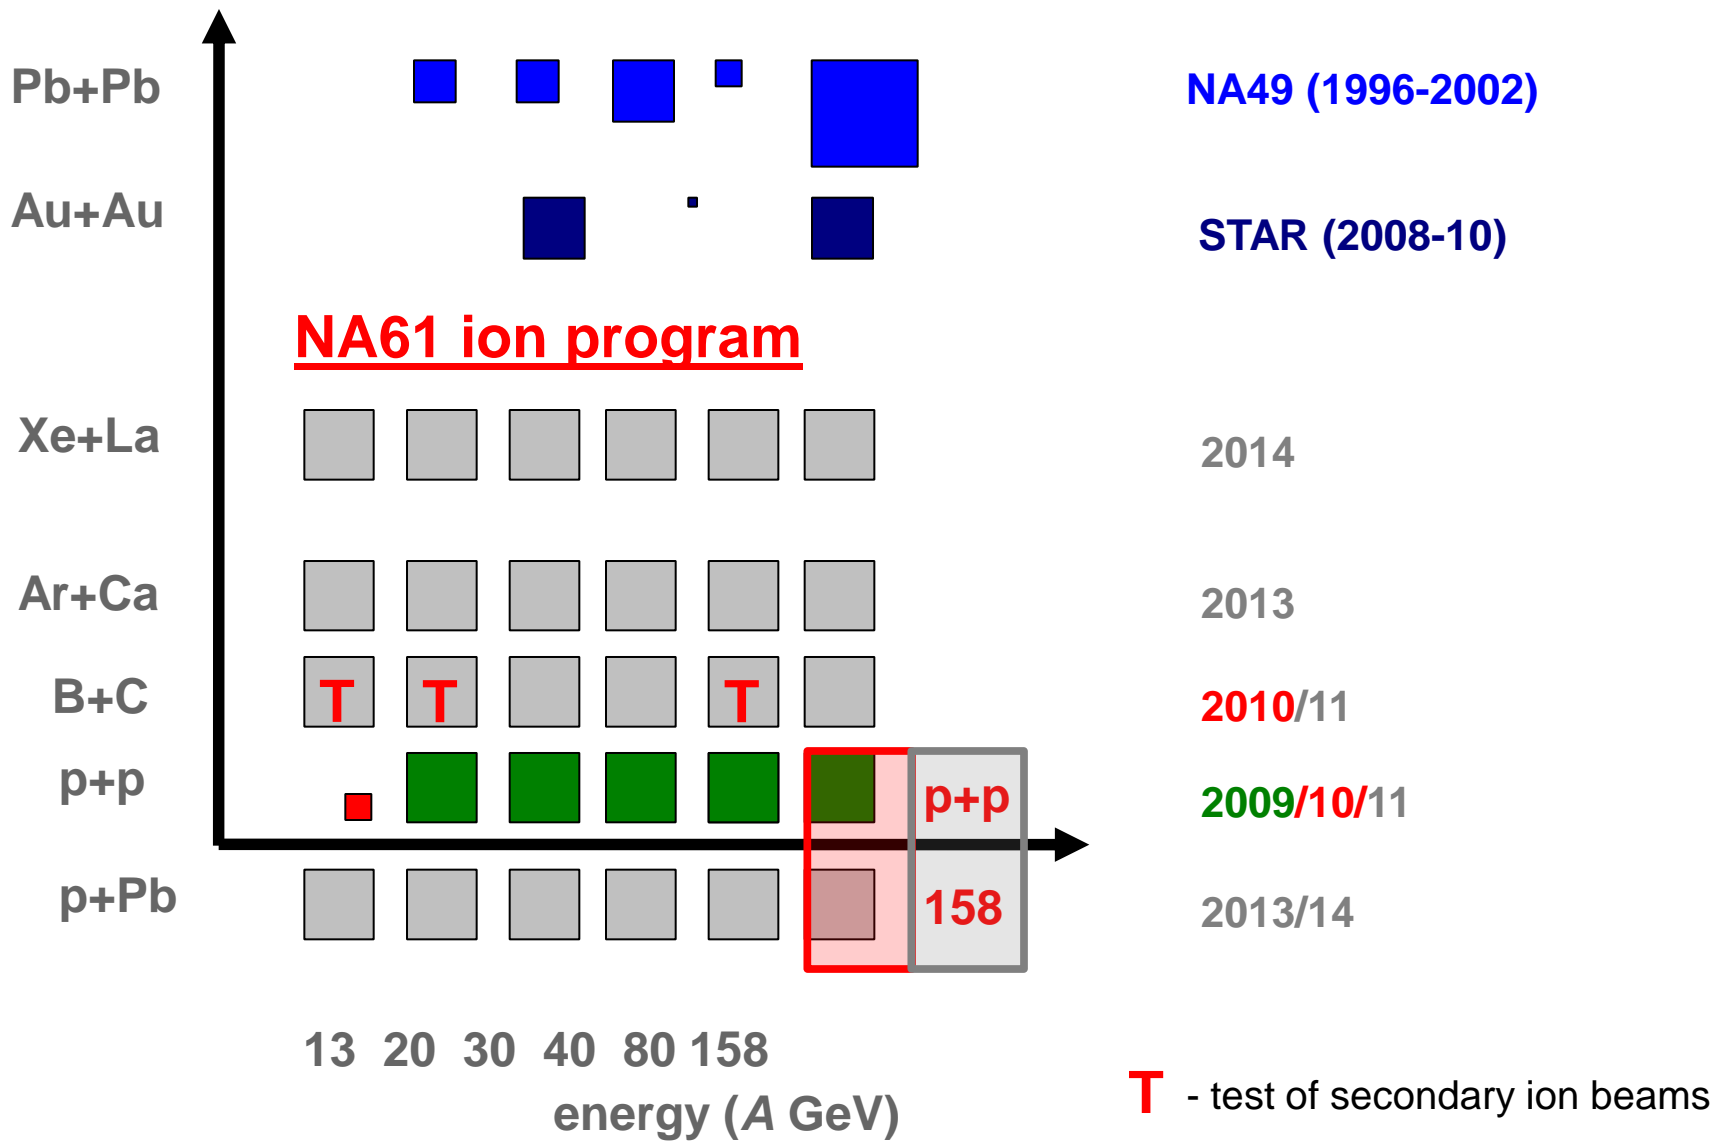 Pb+Pb NA49 (1996-2002)
Au+Au STAR (2008-10)
NA61 ion program
Xe+La 2014
Ar+Ca 2013
B+C T T T 2010/11
p+p p+p 2009/10/11
p+Pb 158 2013/14
13 20 30 40 80 158
energy (A GeV)
T - test of secondary ion beams